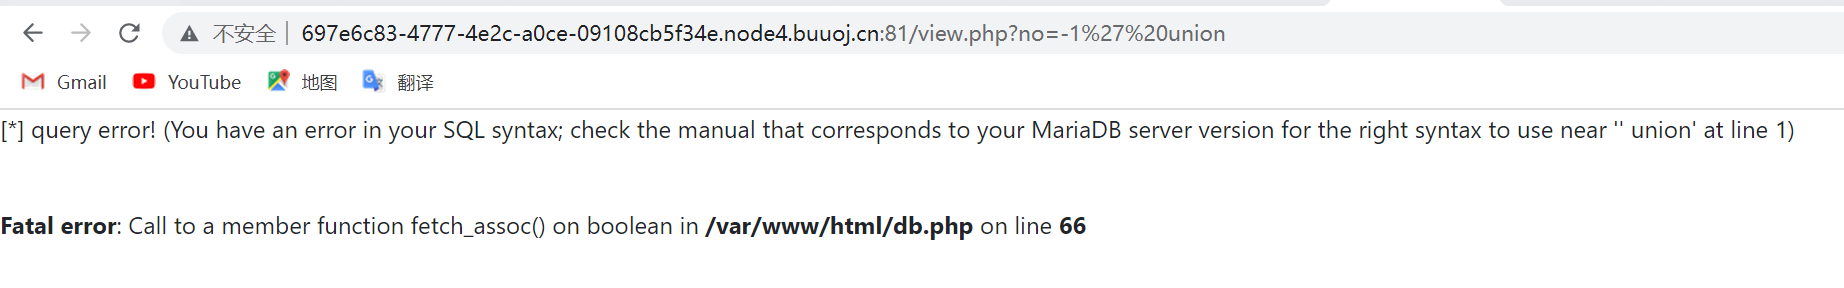 不安全 697e6c83-4777-4e2c-a0ce-09108cb5f34e.node4.buuoj.cn:81/view.php?no=-1%27%20union
Gmail YouTube 地图 翻译
[*] query error! (You have an error in your SQL syntax; check the manual that corresponds to your MariaDB server version for the right syntax to use near '' union' at line 1)
Fatal error: Call to a member function fetch_assoc() on boolean in /var/www/html/db.php on line 66